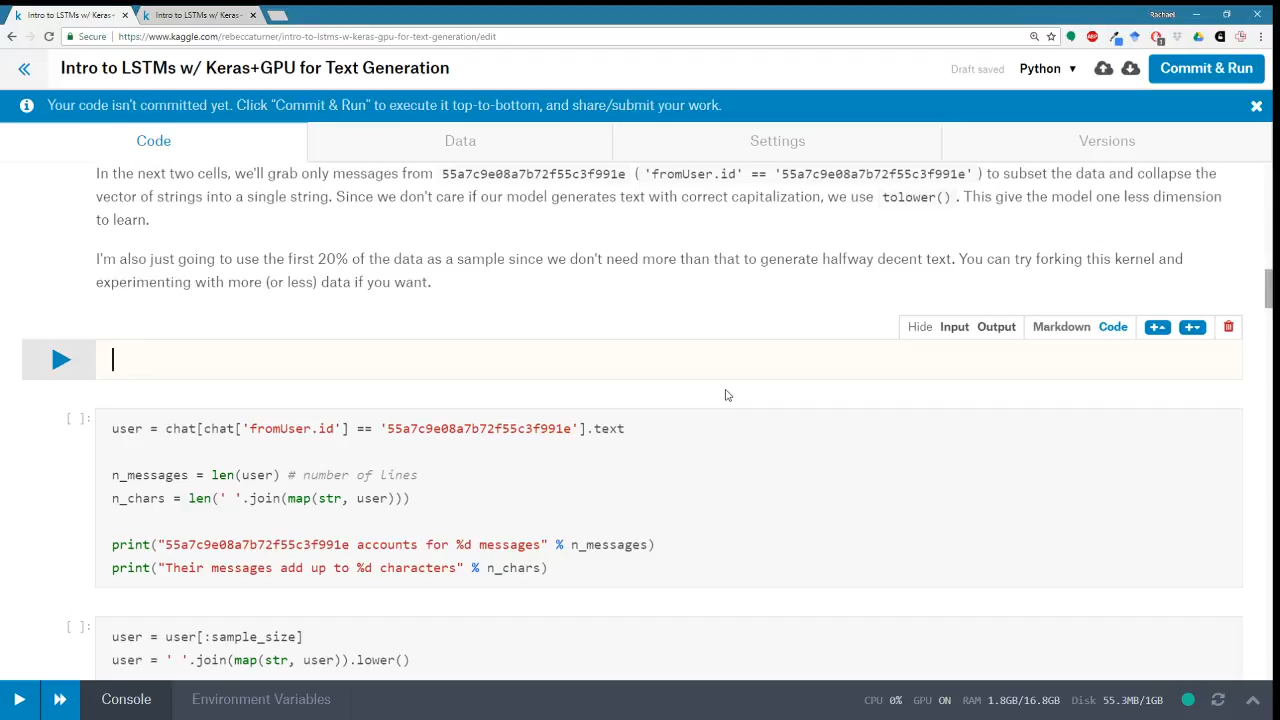 Intro to LSTMs w/ Keras+
Intro to LSTMs w/ Keras+
Rachael
Secure
https://www.kaggle.com/rebeccaturner/intro-to-lstms-w-keras-gpu-for-text-generation/edit
Intro to LSTMs w/ Keras+GPU for Text Generation
Draft saved
Python
Commit & Run
Your code isn't committed yet. Click "Commit & Run" to execute it top-to-bottom, and share/submit your work.
Code
Data
Settings
Versions
In the next two cells, we'll grab only messages from 55a7c9e08a7b72f55c3f991e ( 'fromUser.id' == '55a7c9e08a7b72f55c3f991e' ) to subset the data and collapse the
vector of strings into a single string. Since we don't care if our model generates text with correct capitalization, we use tolower() . This give the model one less dimension
to learn.
I'm also just going to use the first 20% of the data as a sample since we don't need more than that to generate halfway decent text. You can try forking this kernel and
experimenting with more (or less) data if you want.
Hide Input Output Markdown Code
[ ]:
user = chat[chat['fromUser.id'] == '55a7c9e08a7b72f55c3f991e'].text
n_messages = len(user) # number of lines
n_chars = len(' '.join(map(str, user)))
print("55a7c9e08a7b72f55c3f991e accounts for %d messages" % n_messages)
print("Their messages add up to %d characters" % n_chars)
[ ]:
user = user[:sample_size]
user = ' '.join(map(str, user)).lower()
Console
Environment Variables
CPU 0% GPU ON RAM 1.8GB/16.8GB Disk 55.3MB/1GB